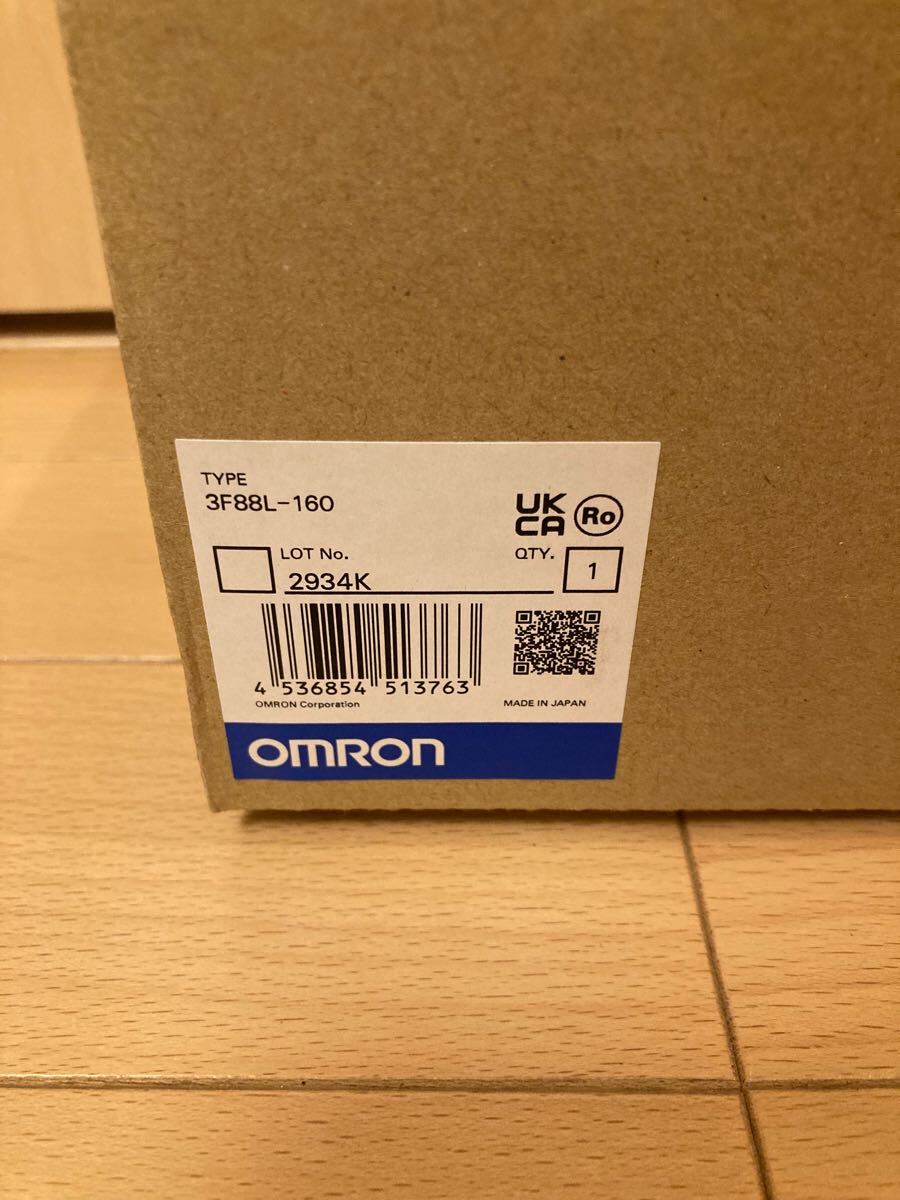 TYPE
3F88L-160
UK
CA
Ro
LOT No.
2934K
QTY.
1
4 536854 513763
OMRON Corporation
MADE IN JAPAN
OMRON